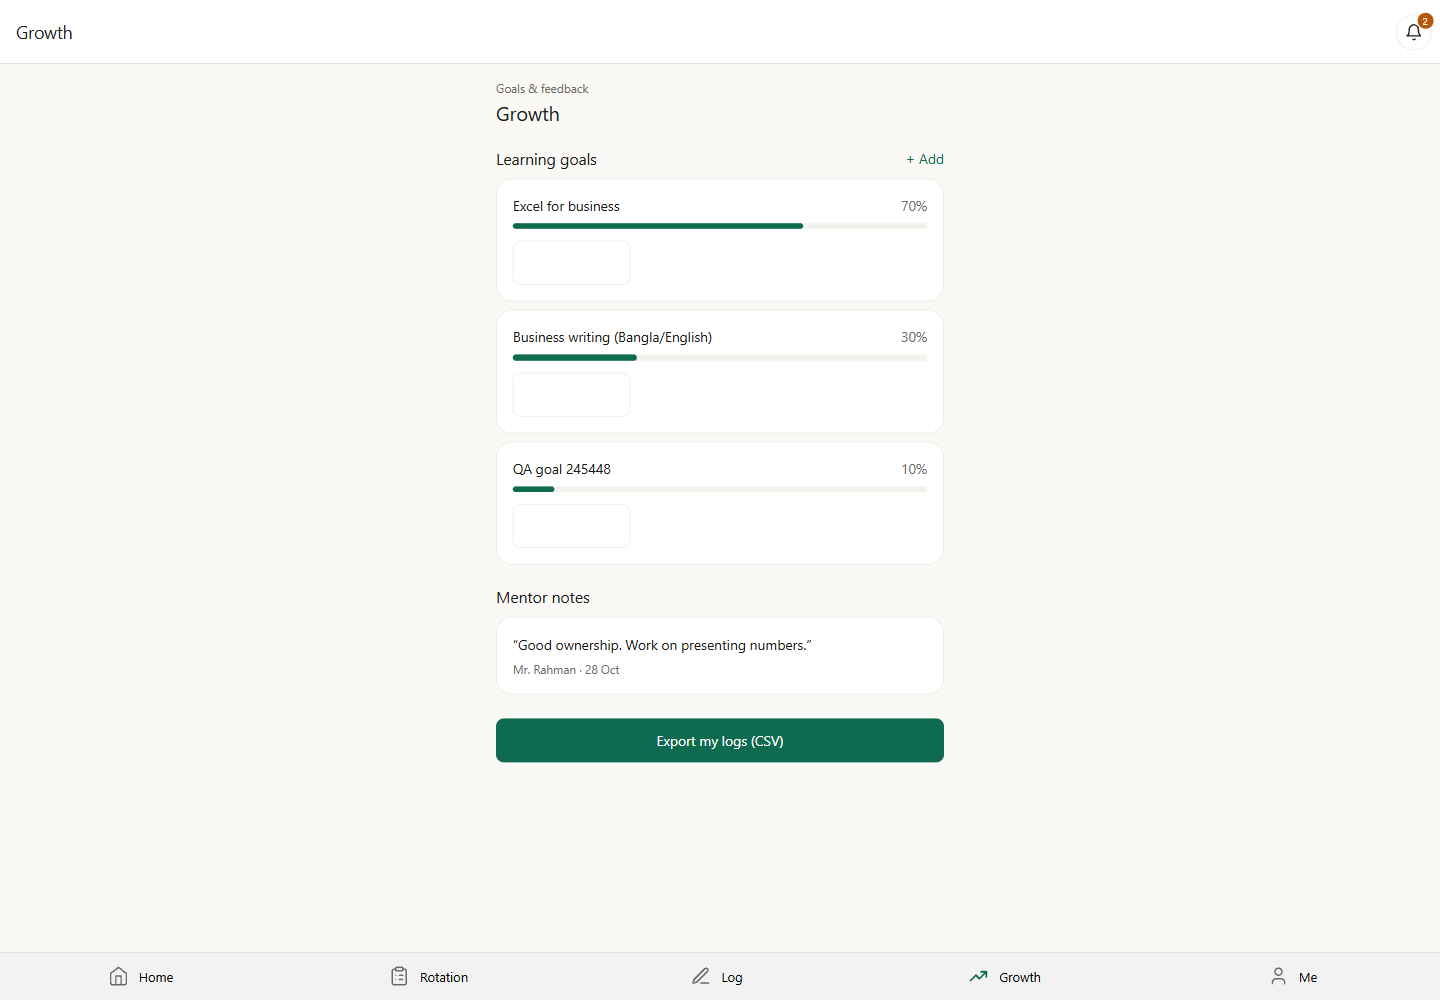 Growth
2
Goals & feedback
Growth
Learning goals
+ Add
Excel for business
70%
Business writing (Bangla/English)
30%
QA goal 245448
10%
Mentor notes
“Good ownership. Work on presenting numbers.”
Mr. Rahman · 28 Oct
Export my logs (CSV)
Home
Rotation
Log
Growth
Me